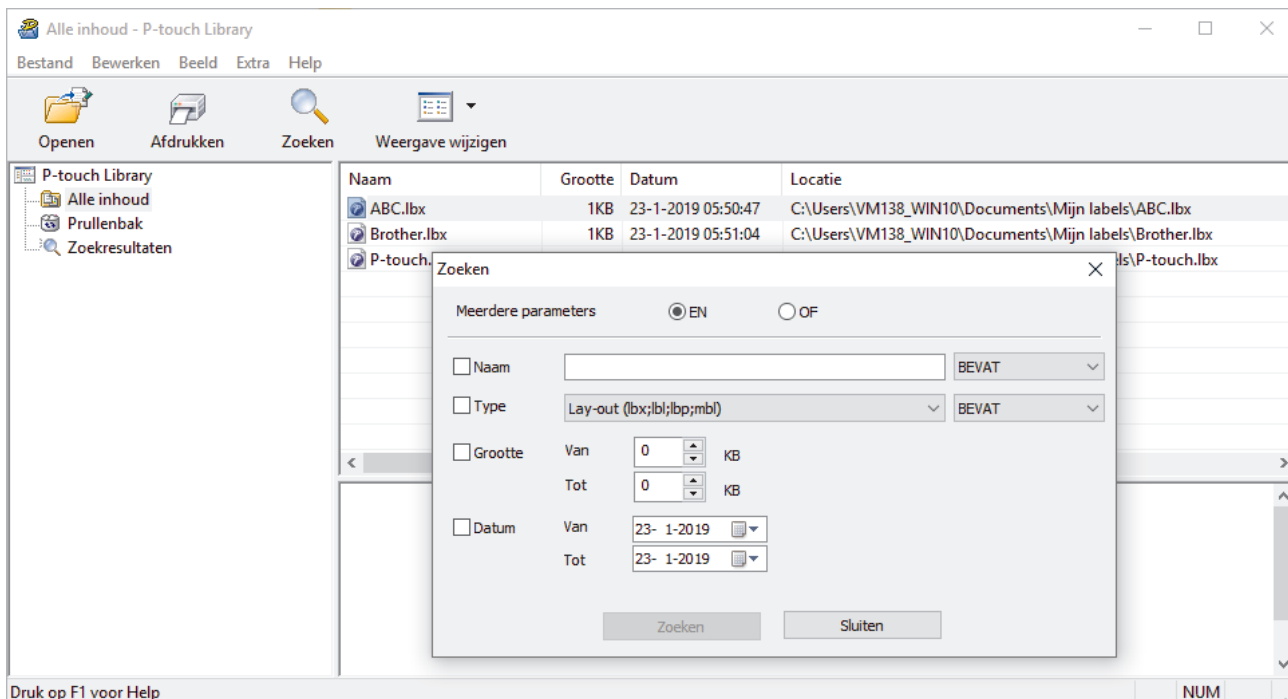 Alle inhoud - P-touch Library
Bestand Bewerken Beeld Extra Help
Openen Afdrukken Zoeken Weergave wijzigen
P-touch Library
Alle inhoud
Prullenbak
Zoekresultaten
Naam Grootte Datum Locatie
ABC.lbx 1KB 23-1-2019 05:50:47 C:\Users\VM138_WIN10\Documents\Mijn labels\ABC.lbx
Brother.lbx 1KB 23-1-2019 05:51:04 C:\Users\VM138_WIN10\Documents\Mijn labels\Brother.lbx
P-touch. ls\P-touch.lbx
Zoeken
Meerdere parameters EN OF
Naam BEVAT
Type Lay-out (lbx;lbl;lbp;mbl) BEVAT
Grootte Van 0 KB
Tot 0 KB
Datum Van 23- 1-2019
Tot 23- 1-2019
Zoeken Sluiten
Druk op F1 voor Help NUM